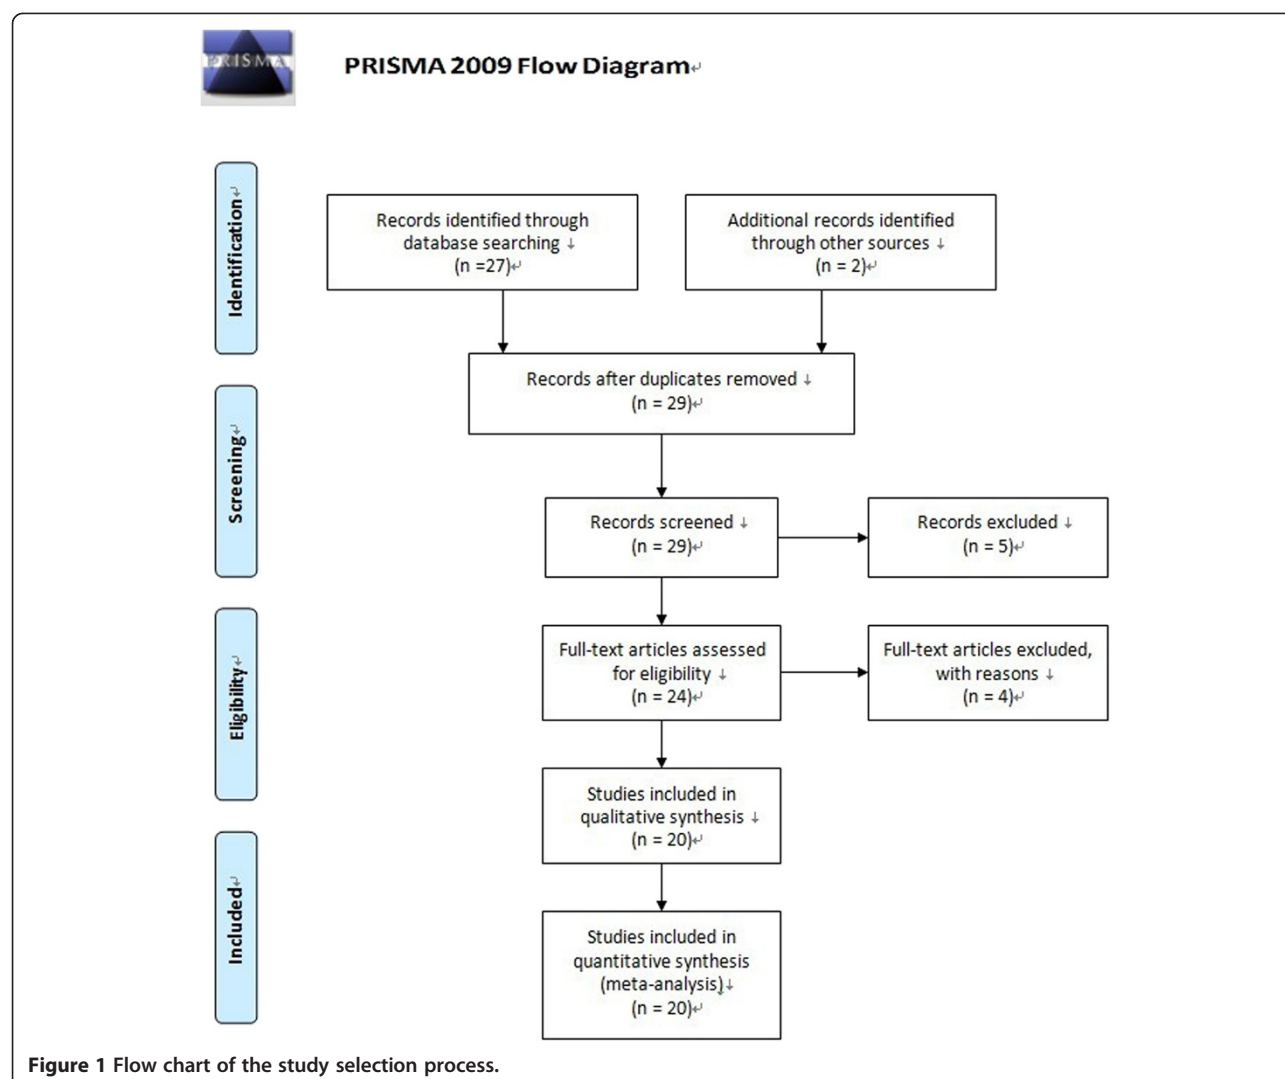 PRISMA
PRISMA 2009 Flow Diagram↵
Identification↵
Records identified through
database searching ↓
(n =27)↵
Additional records identified
through other sources ↓
(n = 2)↵
Records after duplicates removed ↓
(n = 29)↵
Screening↵
Records screened ↓
(n = 29)↵
Records excluded ↓
(n = 5)↵
Eligibility↵
Full-text articles assessed
for eligibility ↓
(n = 24)↵
Full-text articles excluded,
with reasons ↓
(n = 4)↵
Studies included in
qualitative synthesis ↓
(n = 20)↵
Included↵
Studies included in
quantitative synthesis
(meta-analysis)↓
(n = 20)↵
Figure 1 Flow chart of the study selection process.